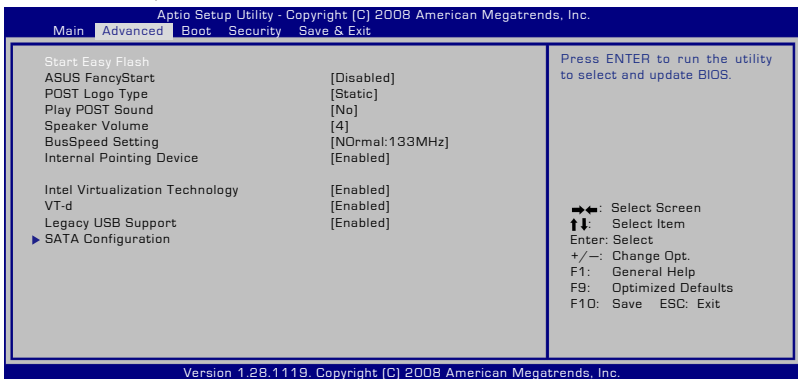 Aptio Setup Utility - Copyright (C) 2008 American Megatrends, Inc.
Main Advanced Boot Security Save & Exit
Start Easy Flash
ASUS FancyStart [Disabled]
POST Logo Type [Static]
Play POST Sound [No]
Speaker Volume [4]
BusSpeed Setting [NOrmal:133MHz]
Internal Pointing Device [Enabled]
Intel Virtualization Technology [Enabled]
VT-d [Enabled]
Legacy USB Support [Enabled]
SATA Configuration
Press ENTER to run the utility
to select and update BIOS.
→←: Select Screen
↑↓: Select Item
Enter: Select
+/—: Change Opt.
F1: General Help
F9: Optimized Defaults
F10: Save ESC: Exit
Version 1.28.1119. Copyright (C) 2008 American Megatrends, Inc.